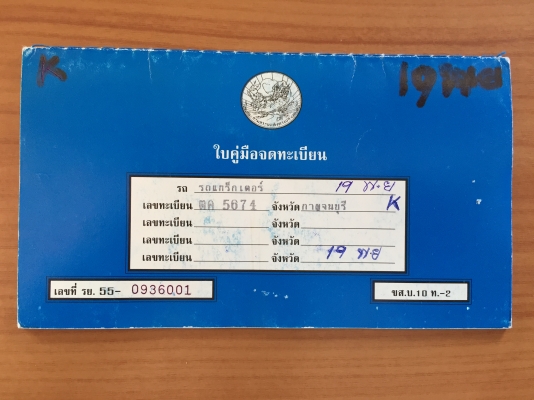 K 19 พย
ใบคู่มือจดทะเบียน
รถ รถแทร็กเตอร์ 19 พ.ย
เลขทะเบียน ตค 5674 จังหวัด กาญจนบุรี K
เลขทะเบียน จังหวัด
เลขทะเบียน จังหวัด
เลขทะเบียน จังหวัด 19 พย
เลขที่ รย. 55- 0936001 ขส.บ.10 ท.-2